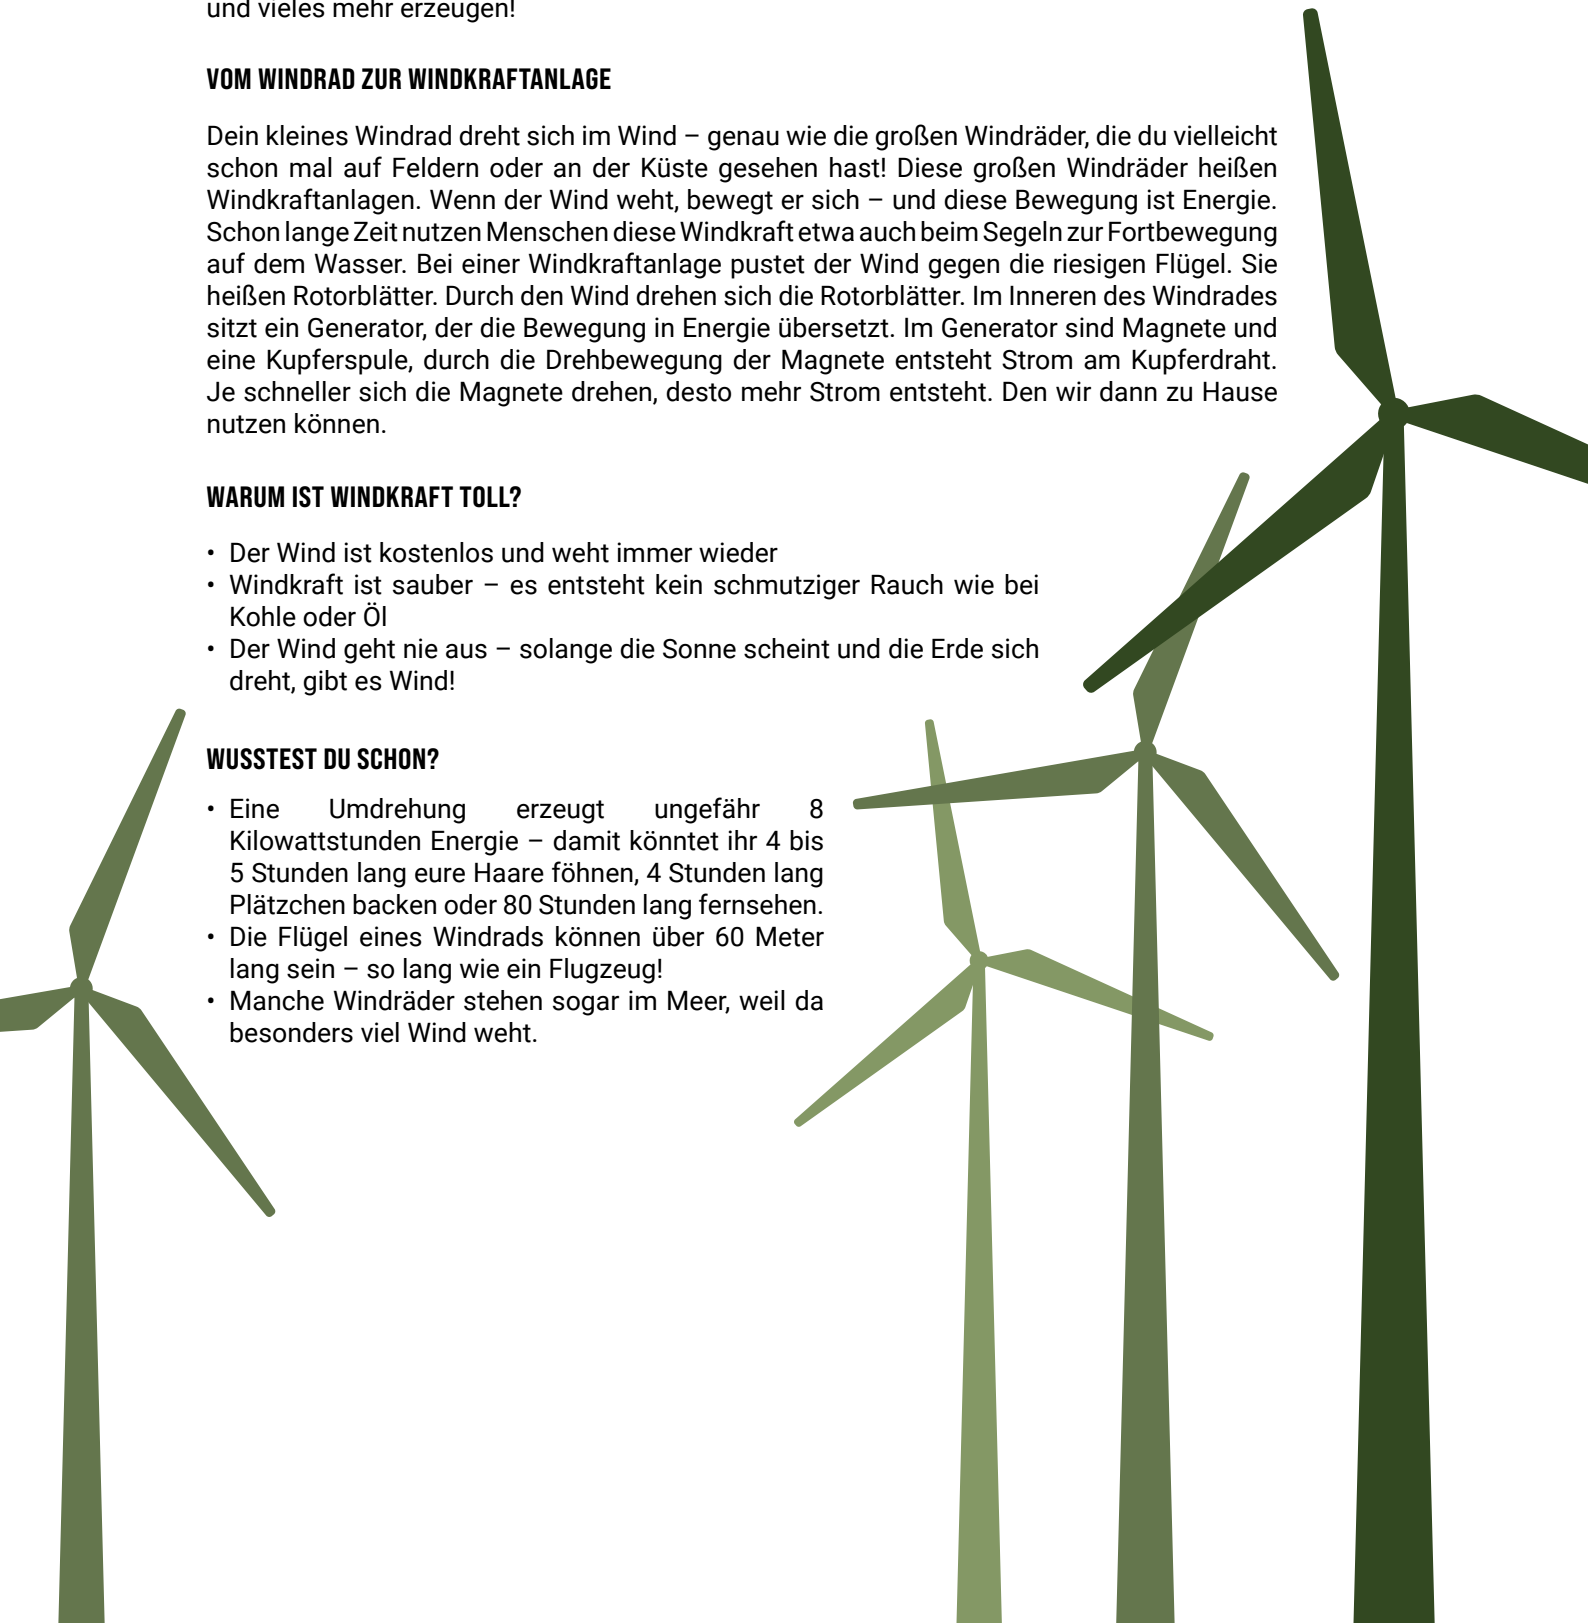 und vieles mehr erzeugen!
VOM WINDRAD ZUR WINDKRAFTANLAGE
Dein kleines Windrad dreht sich im Wind – genau wie die großen Windräder, die du vielleicht
schon mal auf Feldern oder an der Küste gesehen hast! Diese großen Windräder heißen
Windkraftanlagen. Wenn der Wind weht, bewegt er sich – und diese Bewegung ist Energie.
Schon lange Zeit nutzen Menschen diese Windkraft etwa auch beim Segeln zur Fortbewegung
auf dem Wasser. Bei einer Windkraftanlage pustet der Wind gegen die riesigen Flügel. Sie
heißen Rotorblätter. Durch den Wind drehen sich die Rotorblätter. Im Inneren des Windrades
sitzt ein Generator, der die Bewegung in Energie übersetzt. Im Generator sind Magnete und
eine Kupferspule, durch die Drehbewegung der Magnete entsteht Strom am Kupferdraht.
Je schneller sich die Magnete drehen, desto mehr Strom entsteht. Den wir dann zu Hause
nutzen können.
WARUM IST WINDKRAFT TOLL?
• Der Wind ist kostenlos und weht immer wieder
• Windkraft ist sauber – es entsteht kein schmutziger Rauch wie bei
Kohle oder Öl
• Der Wind geht nie aus – solange die Sonne scheint und die Erde sich
dreht, gibt es Wind!
WUSSTEST DU SCHON?
• Eine Umdrehung erzeugt ungefähr 8
Kilowattstunden Energie – damit könntet ihr 4 bis
5 Stunden lang eure Haare föhnen, 4 Stunden lang
Plätzchen backen oder 80 Stunden lang fernsehen.
• Die Flügel eines Windrads können über 60 Meter
lang sein – so lang wie ein Flugzeug!
• Manche Windräder stehen sogar im Meer, weil da
besonders viel Wind weht.